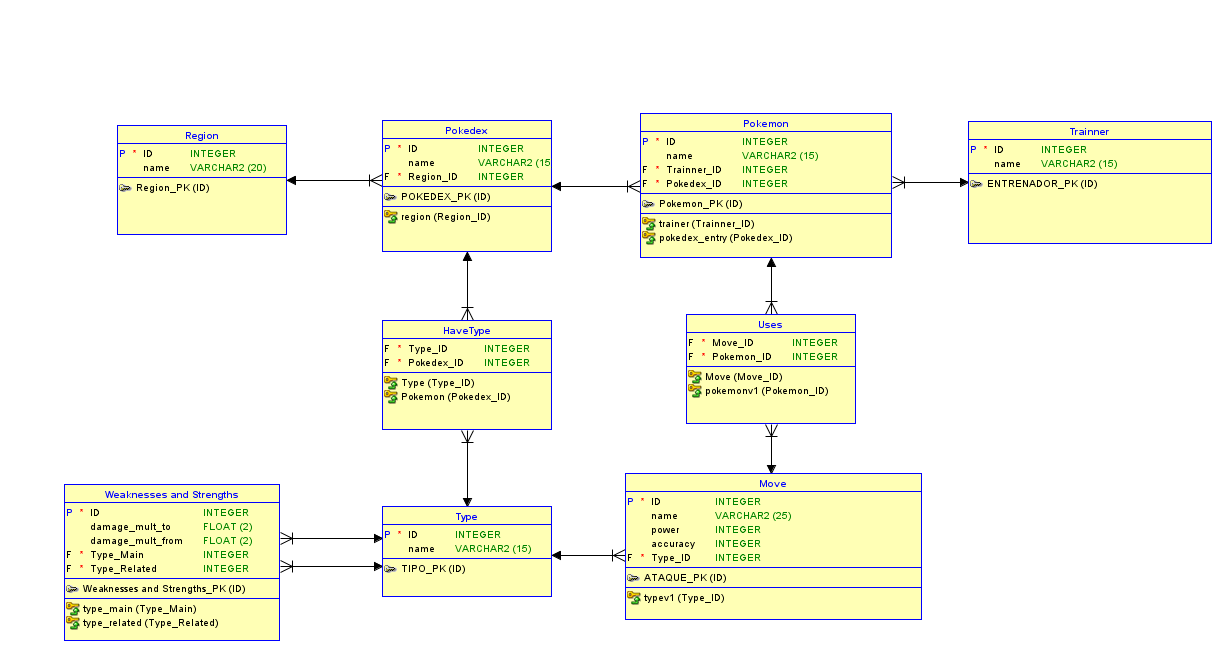 Region
P * ID INTEGER
name VARCHAR2 (20)
Region_PK (ID)
Pokedex
P * ID INTEGER
name VARCHAR2 (15
F * Region_ID INTEGER
POKEDEX_PK (ID)
region (Region_ID)
Pokemon
P * ID INTEGER
name VARCHAR2 (15)
F * Trainner_ID INTEGER
F * Pokedex_ID INTEGER
Pokemon_PK (ID)
trainer (Trainner_ID)
pokedex_entry (Pokedex_ID)
Trainner
P * ID INTEGER
name VARCHAR2 (15)
ENTRENADOR_PK (ID)
HaveType
F * Type_ID INTEGER
F * Pokedex_ID INTEGER
Type (Type_ID)
Pokemon (Pokedex_ID)
Uses
F * Move_ID INTEGER
F * Pokemon_ID INTEGER
Move (Move_ID)
pokemonv1 (Pokemon_ID)
Weaknesses and Strengths
P * ID INTEGER
damage_mult_to FLOAT (2)
damage_mult_from FLOAT (2)
F * Type_Main INTEGER
F * Type_Related INTEGER
Weaknesses and Strengths_PK (ID)
type_main (Type_Main)
type_related (Type_Related)
Type
P * ID INTEGER
name VARCHAR2 (15)
TIPO_PK (ID)
Move
P * ID INTEGER
name VARCHAR2 (25)
power INTEGER
accuracy INTEGER
F * Type_ID INTEGER
ATAQUE_PK (ID)
typev1 (Type_ID)